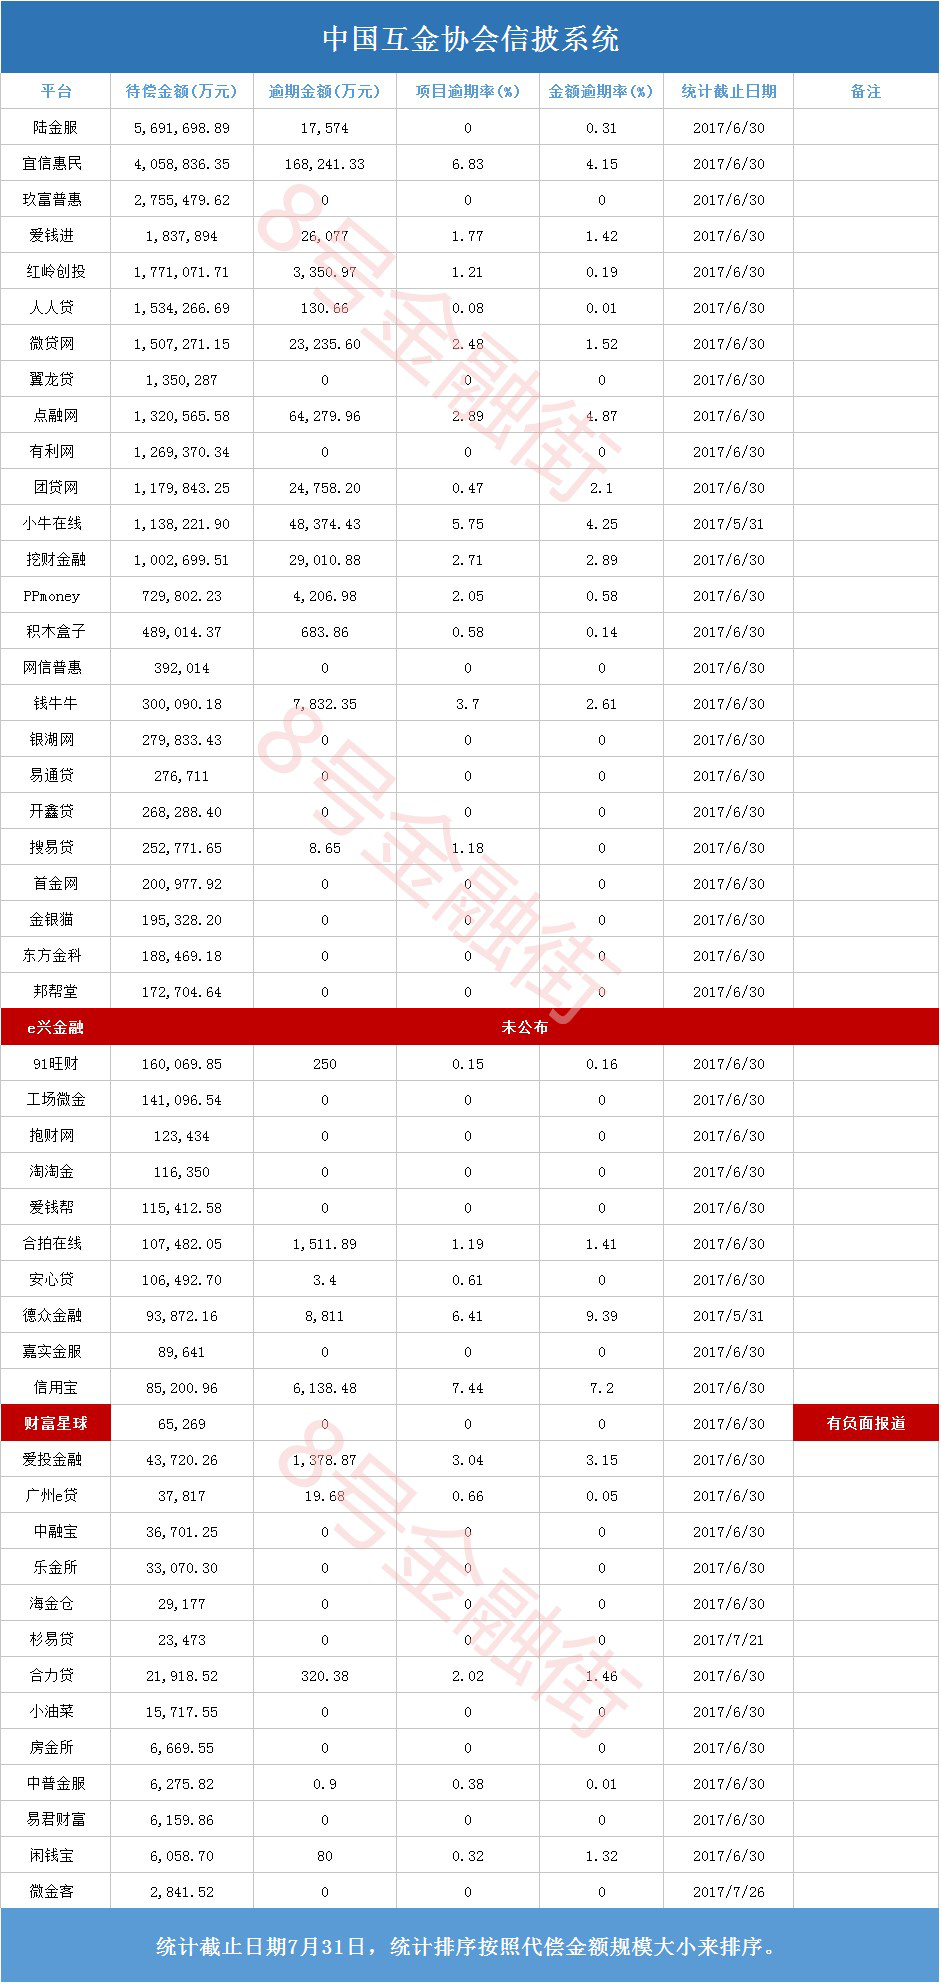 中国互金协会信披系统
平台 待偿金额(万元) 逾期金额(万元) 项目逾期率(%) 金额逾期率(%) 统计截止日期 备注
陆金服 5,691,698.89 17,574 0 0.31 2017/6/30
宜信惠民 4,058,836.35 168,241.33 6.83 4.15 2017/6/30
玖富普惠 2,755,479.62 0 0 0 2017/6/30
爱钱进 1,837,894 26,077 1.77 1.42 2017/6/30
红岭创投 1,771,071.71 3,350.97 1.21 0.19 2017/6/30
人人贷 1,534,266.69 130.66 0.08 0.01 2017/6/30
微贷网 1,507,271.15 23,235.60 2.48 1.52 2017/6/30
翼龙贷 1,350,287 0 0 0 2017/6/30
点融网 1,320,565.58 64,279.96 2.89 4.87 2017/6/30
有利网 1,269,370.34 0 0 0 2017/6/30
团贷网 1,179,843.25 24,758.20 0.47 2.1 2017/6/30
小牛在线 1,138,221.90 48,374.43 5.75 4.25 2017/5/31
挖财金融 1,002,699.51 29,010.88 2.71 2.89 2017/6/30
PPmoney 729,802.23 4,206.98 2.05 0.58 2017/6/30
积木盒子 489,014.37 683.86 0.58 0.14 2017/6/30
网信普惠 392,014 0 0 0 2017/6/30
钱牛牛 300,090.18 7,832.35 3.7 2.61 2017/6/30
银湖网 279,833.43 0 0 0 2017/6/30
易通贷 276,711 0 0 0 2017/6/30
开鑫贷 268,288.40 0 0 0 2017/6/30
搜易贷 252,771.65 8.65 1.18 0 2017/6/30
首金网 200,977.92 0 0 0 2017/6/30
金银猫 195,328.20 0 0 0 2017/6/30
东方金科 188,469.18 0 0 0 2017/6/30
邦帮堂 172,704.64 0 0 0 2017/6/30
e兴金融 未公布
91旺财 160,069.85 250 0.15 0.16 2017/6/30
工场微金 141,096.54 0 0 0 2017/6/30
抱财网 123,434 0 0 0 2017/6/30
淘淘金 116,350 0 0 0 2017/6/30
爱钱帮 115,412.58 0 0 0 2017/6/30
合拍在线 107,482.05 1,511.89 1.19 1.41 2017/6/30
安心贷 106,492.70 3.4 0.61 0 2017/6/30
德众金融 93,872.16 8,811 6.41 9.39 2017/5/31
嘉实金服 89,641 0 0 0 2017/6/30
信用宝 85,200.96 6,138.48 7.44 7.2 2017/6/30
财富星球 65,269 0 0 0 2017/6/30 有负面报道
爱投金融 43,720.26 1,378.87 3.04 3.15 2017/6/30
广州e贷 37,817 19.68 0.66 0.05 2017/6/30
中融宝 36,701.25 0 0 0 2017/6/30
乐金所 33,070.30 0 0 0 2017/6/30
海金仓 29,177 0 0 0 2017/6/30
杉易贷 23,473 0 0 0 2017/7/21
合力贷 21,918.52 320.38 2.02 1.46 2017/6/30
小油菜 15,717.55 0 0 0 2017/6/30
房金所 6,669.55 0 0 0 2017/6/30
中普金服 6,275.82 0.9 0.38 0.01 2017/6/30
易君财富 6,159.86 0 0 0 2017/6/30
闲钱宝 6,058.70 80 0.32 1.32 2017/6/30
微金客 2,841.52 0 0 0 2017/7/26
统计截止日期7月31日，统计排序按照代偿金额规模大小来排序。
8号金融街
8号金融街
8号金融街